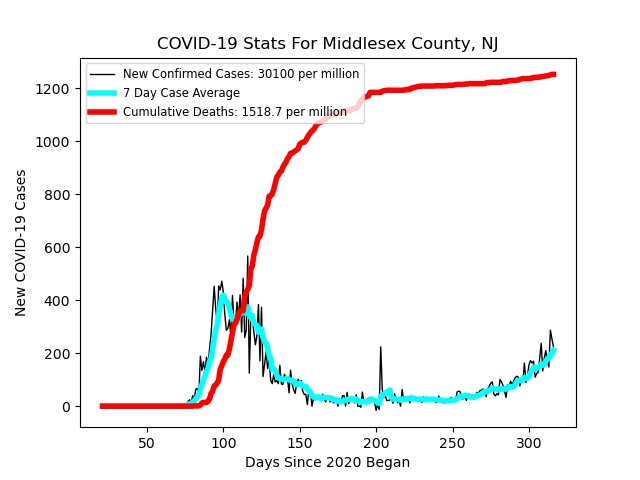 COVID-19 Stats For Middlesex County, NJ
New Confirmed Cases: 30100 per million
7 Day Case Average
Cumulative Deaths: 1518.7 per million
New COVID-19 Cases
1200
1000
800
600
400
200
0
50
100
150
200
250
300
Days Since 2020 Began